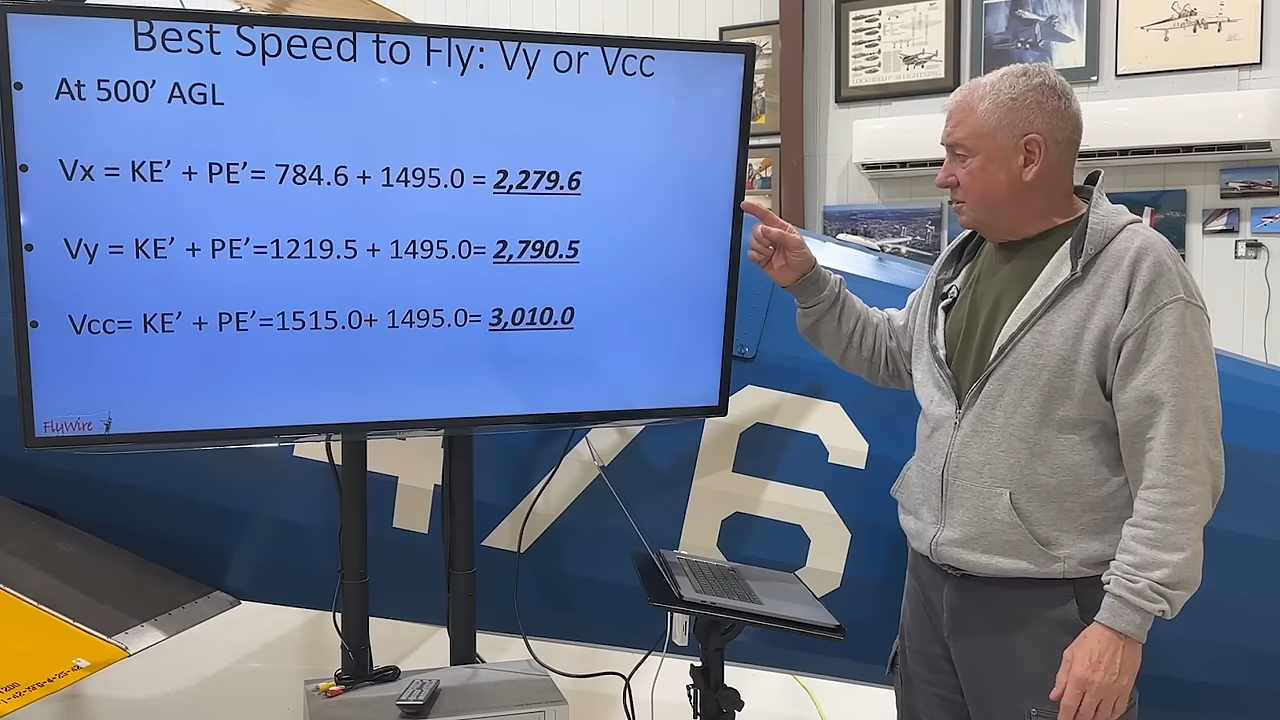 Best Speed to Fly: Vy or Vcc
• At 500’ AGL
• Vx = KE’ + PE’= 784.6 + 1495.0 = 2,279.6
• Vy = KE’ + PE’=1219.5 + 1495.0= 2,790.5
• Vcc= KE’ + PE’=1515.0+ 1495.0= 3,010.0
FlyWire
LOCKHEED P-38 LIGHTNING
476